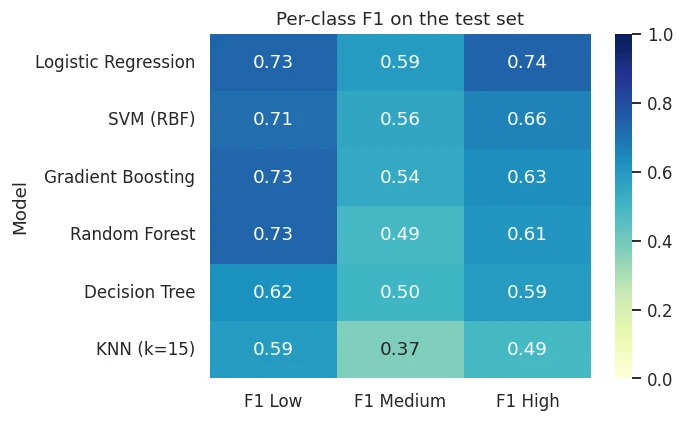 Per-class F1 on the test set
Model
Logistic Regression 0.73 0.59 0.74
SVM (RBF) 0.71 0.56 0.66
Gradient Boosting 0.73 0.54 0.63
Random Forest 0.73 0.49 0.61
Decision Tree 0.62 0.50 0.59
KNN (k=15) 0.59 0.37 0.49
F1 Low F1 Medium F1 High
1.0
0.8
0.6
0.4
0.2
0.0